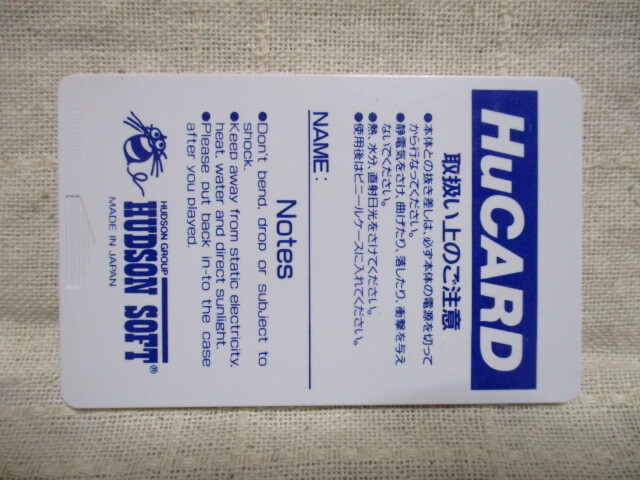 HuCARD
取扱い上のご注意
●本体との抜き差しは、必ず本体の電源を切って
から行なってください。
●静電気をさけ、曲げたり、落したり、衝撃を与え
ないでください。
●熱、水分、直射日光をさけてください。
●使用後はビニールケースに入れてください。
NAME:
Notes
●Don't bend, drop or subject to
shock.
●Keep away from static electricity,
heat, water and direct sunlight.
●Please put back in-to the case
after you played.
HUDSON GROUP
HUDSON SOFT®
MADE IN JAPAN